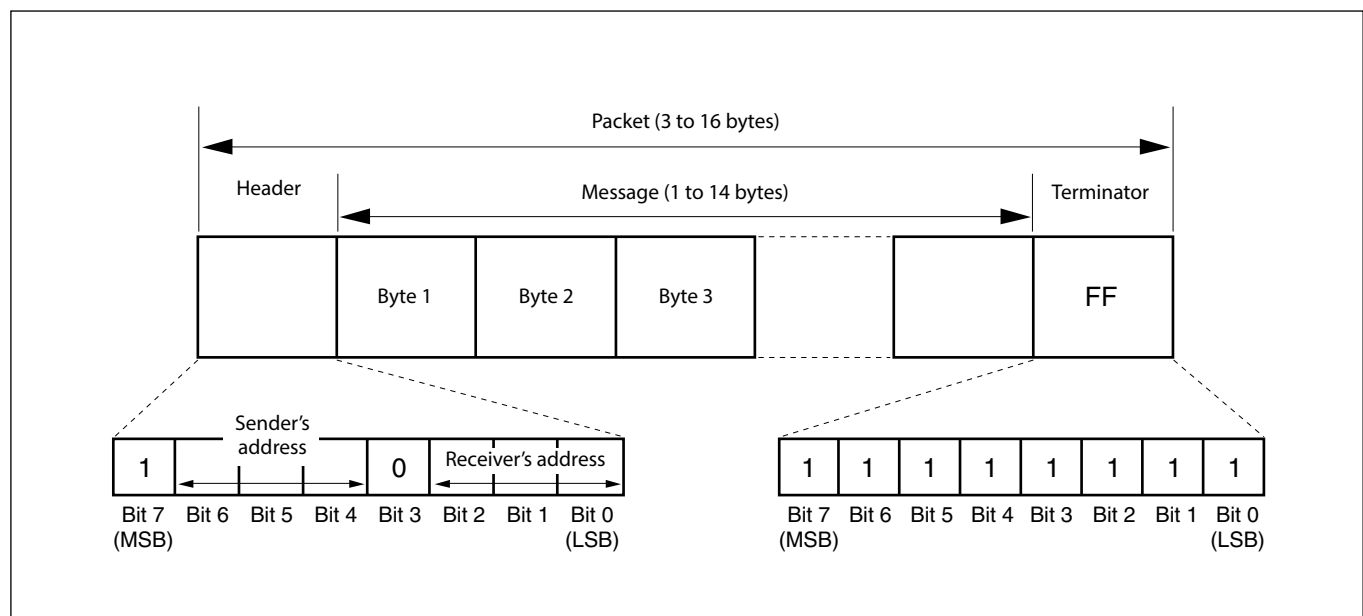 Packet (3 to 16 bytes)
Header
Message (1 to 14 bytes)
Terminator
Byte 1
Byte 2
Byte 3
FF
Sender's
address
1
0
Receiver's address
Bit 7
(MSB)
Bit 6
Bit 5
Bit 4
Bit 3
Bit 2
Bit 1
Bit 0
(LSB)
1 1 1 1 1 1 1 1
Bit 7
(MSB)
Bit 6
Bit 5
Bit 4
Bit 3
Bit 2
Bit 1
Bit 0
(LSB)